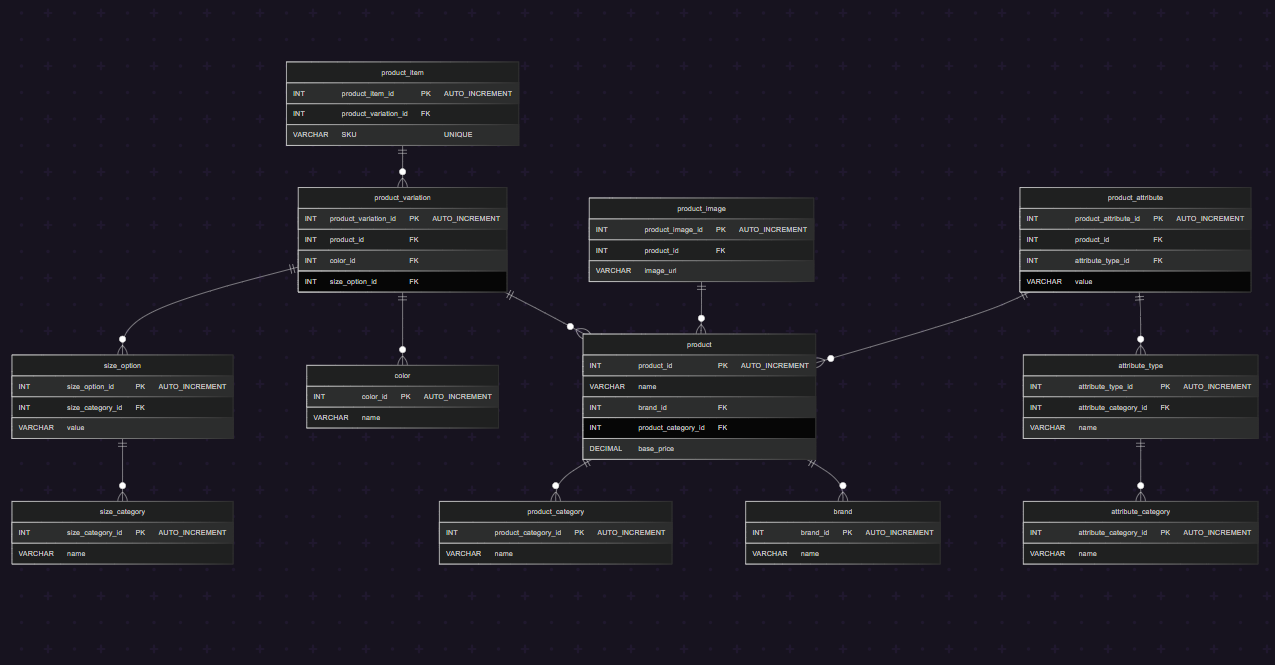 product_item
INT product_item_id PK AUTO_INCREMENT
INT product_variation_id FK
VARCHAR SKU UNIQUE
product_variation
INT product_variation_id PK AUTO_INCREMENT
INT product_id FK
INT color_id FK
INT size_option_id FK
product_image
INT product_image_id PK AUTO_INCREMENT
INT product_id FK
VARCHAR image_url
product_attribute
INT product_attribute_id PK AUTO_INCREMENT
INT product_id FK
INT attribute_type_id FK
VARCHAR value
size_option
INT size_option_id PK AUTO_INCREMENT
INT size_category_id FK
VARCHAR value
color
INT color_id PK AUTO_INCREMENT
VARCHAR name
product
INT product_id PK AUTO_INCREMENT
VARCHAR name
INT brand_id FK
INT product_category_id FK
DECIMAL base_price
attribute_type
INT attribute_type_id PK AUTO_INCREMENT
INT attribute_category_id FK
VARCHAR name
size_category
INT size_category_id PK AUTO_INCREMENT
VARCHAR name
product_category
INT product_category_id PK AUTO_INCREMENT
VARCHAR name
brand
INT brand_id PK AUTO_INCREMENT
VARCHAR name
attribute_category
INT attribute_category_id PK AUTO_INCREMENT
VARCHAR name